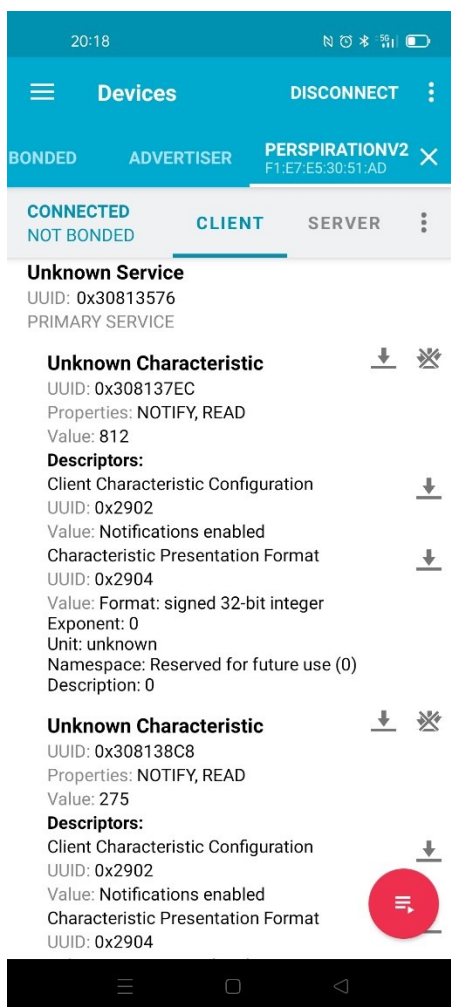 20:18
5G
Devices
DISCONNECT
BONDED
ADVERTISER
PERSPIRATIONV2
F1:E7:E5:30:51:AD
CONNECTED
NOT BONDED
CLIENT
SERVER
Unknown Service
UUID: 0x30813576
PRIMARY SERVICE
Unknown Characteristic
UUID: 0x308137EC
Properties: NOTIFY, READ
Value: 812
Descriptors:
Client Characteristic Configuration
UUID: 0x2902
Value: Notifications enabled
Characteristic Presentation Format
UUID: 0x2904
Value: Format: signed 32-bit integer
Exponent: 0
Unit: unknown
Namespace: Reserved for future use (0)
Description: 0
Unknown Characteristic
UUID: 0x308138C8
Properties: NOTIFY, READ
Value: 275
Descriptors:
Client Characteristic Configuration
UUID: 0x2902
Value: Notifications enabled
Characteristic Presentation Format
UUID: 0x2904